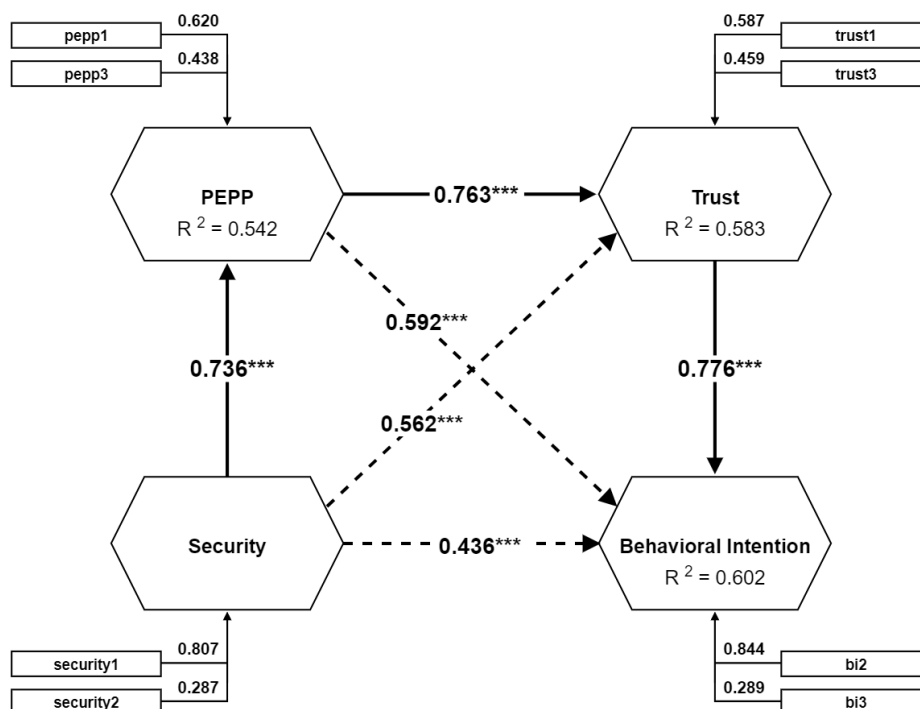 0.620
pepp1
0.438
pepp3
0.587
trust1
0.459
trust3
PEPP
R 2 = 0.542
0.763***
Trust
R 2 = 0.583
0.592***
0.736***
0.776***
0.562***
Security
0.436***
Behavioral Intention
R 2 = 0.602
0.807
security1
0.287
security2
0.844
bi2
0.289
bi3